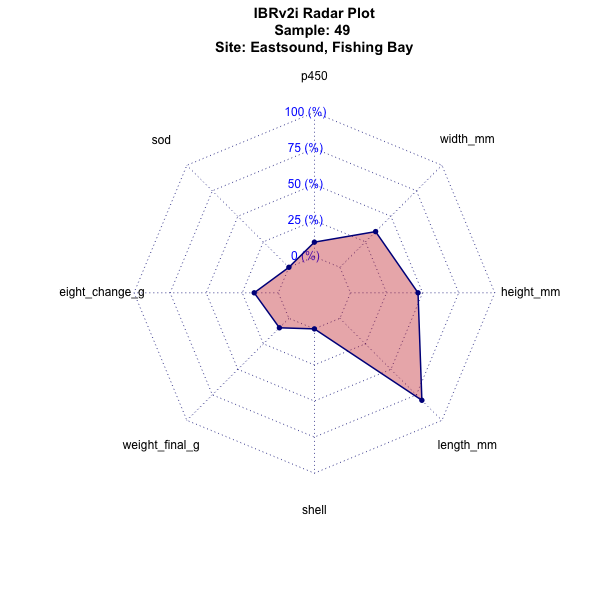 IBRv2i Radar Plot
Sample: 49
Site: Eastsound, Fishing Bay
p450
100 (%)
sod
width_mm
75 (%)
50 (%)
25 (%)
0 (%)
eight_change_g
height_mm
weight_final_g
length_mm
shell